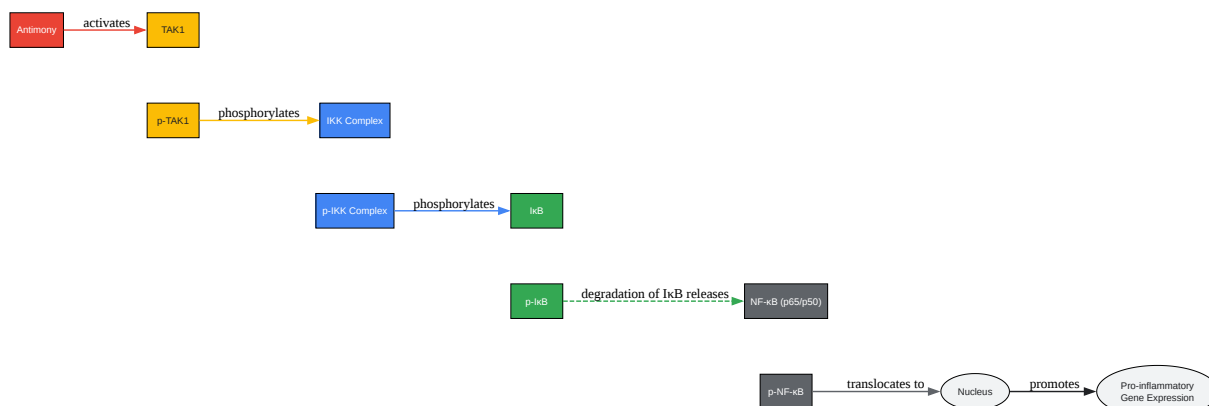 Antimony
activates
TAK1
p-TAK1
phosphorylates
IKK Complex
p-IKK Complex
phosphorylates
IκB
p-IκB
degradation of IκB releases
NF-κB (p65/p50)
p-NF-κB
translocates to
Nucleus
promotes
Pro-inflammatory
Gene Expression